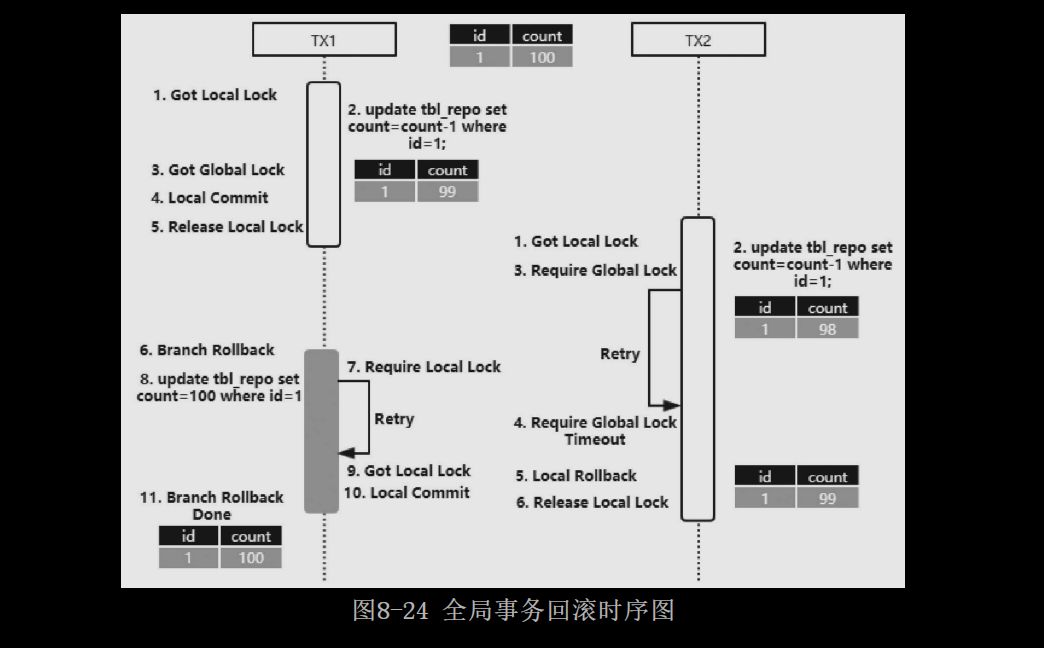 TX1
id count
1 100
TX2
1. Got Local Lock
2. update tbl_repo set
count=count-1 where
id=1;
3. Got Global Lock
id count
1 99
4. Local Commit
5. Release Local Lock
1. Got Local Lock
2. update tbl_repo set
count=count-1 where
id=1;
3. Require Global Lock
id count
1 98
Retry
4. Require Global Lock
Timeout
5. Local Rollback
6. Release Local Lock
id count
1 99
6. Branch Rollback
7. Require Local Lock
8. update tbl_repo set
count=100 where id=1
Retry
9. Got Local Lock
10. Local Commit
11. Branch Rollback
Done
id count
1 100
图8-24 全局事务回滚时序图